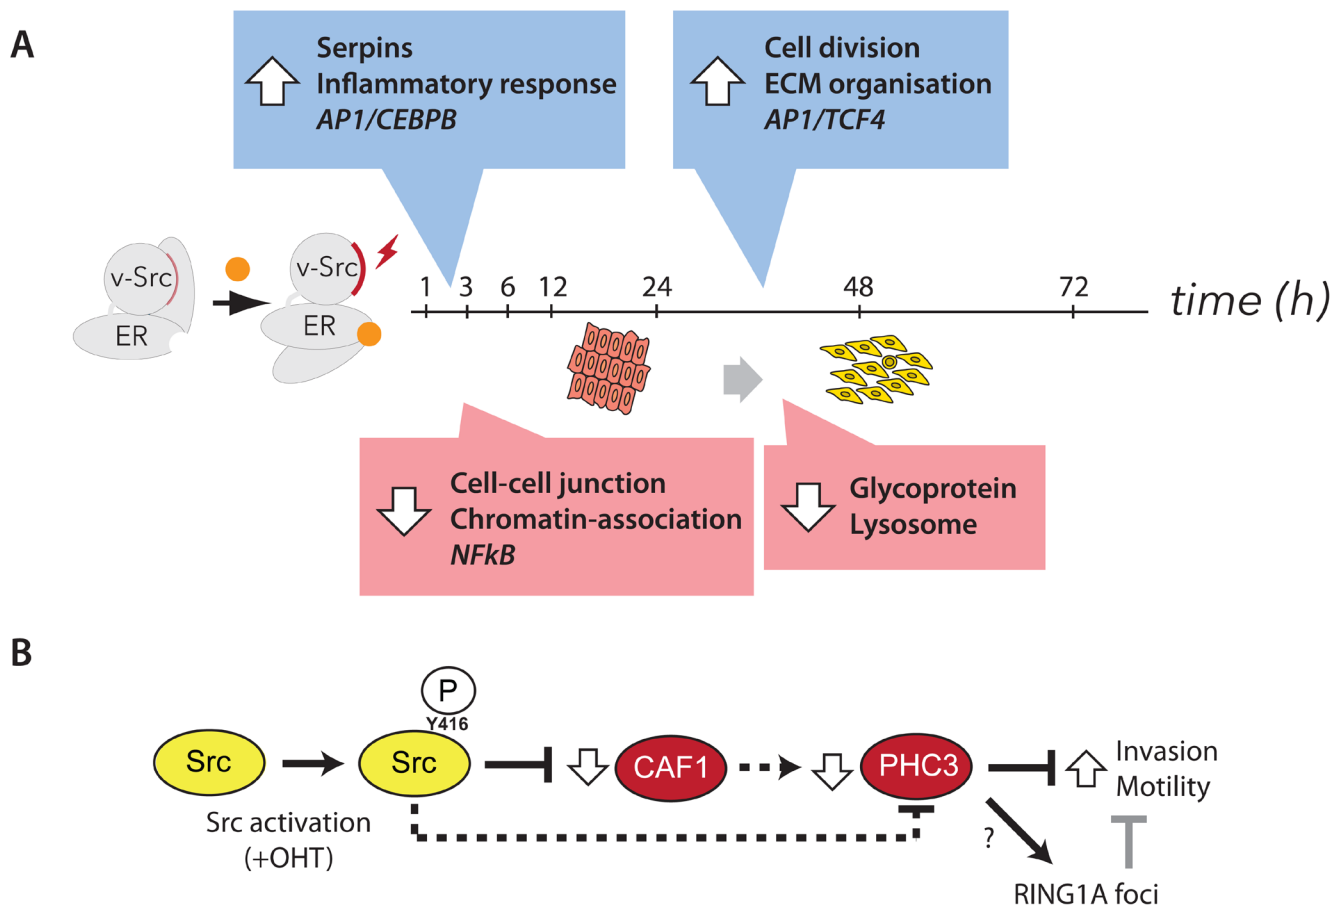 A
Serpins
Inflammatory response
AP1/CEBPB
Cell division
ECM organisation
AP1/TCF4
v-Src
ER
v-Src
ER
1 3 6 12 24 48 72 time (h)
Cell-cell junction
Chromatin-association
NFkB
Glycoprotein
Lysosome
B
P
Y416
Src
Src
CAF1
PHC3
Invasion
Motility
Src activation
(+OHT)
?
RING1A foci